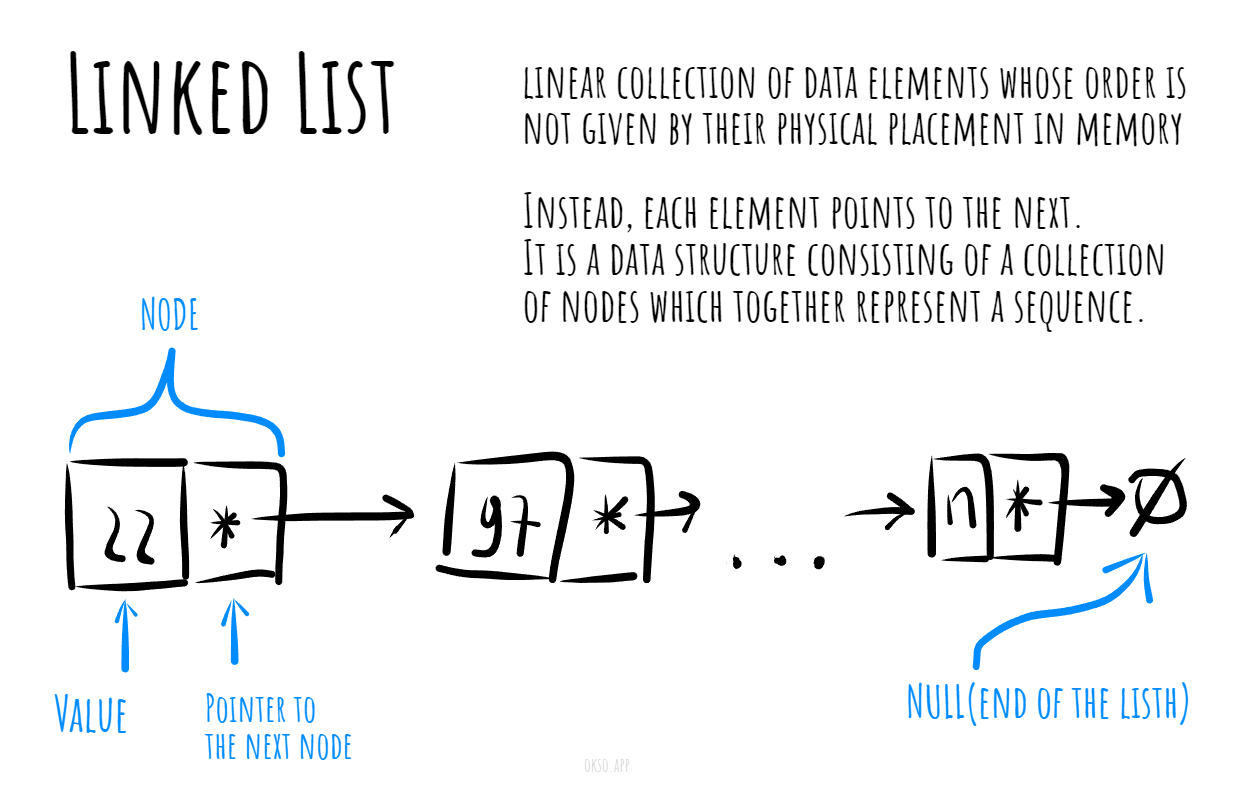 Linked List
linear collection of data elements whose order is
not given by their physical placement in memory
Instead, each element points to the next.
It is a data structure consisting of a collection
of nodes which together represent a sequence.
node
22 *
97 *
...
n *
Ø
Value
Pointer to
the next node
NULL(end of the listh)
okso.app